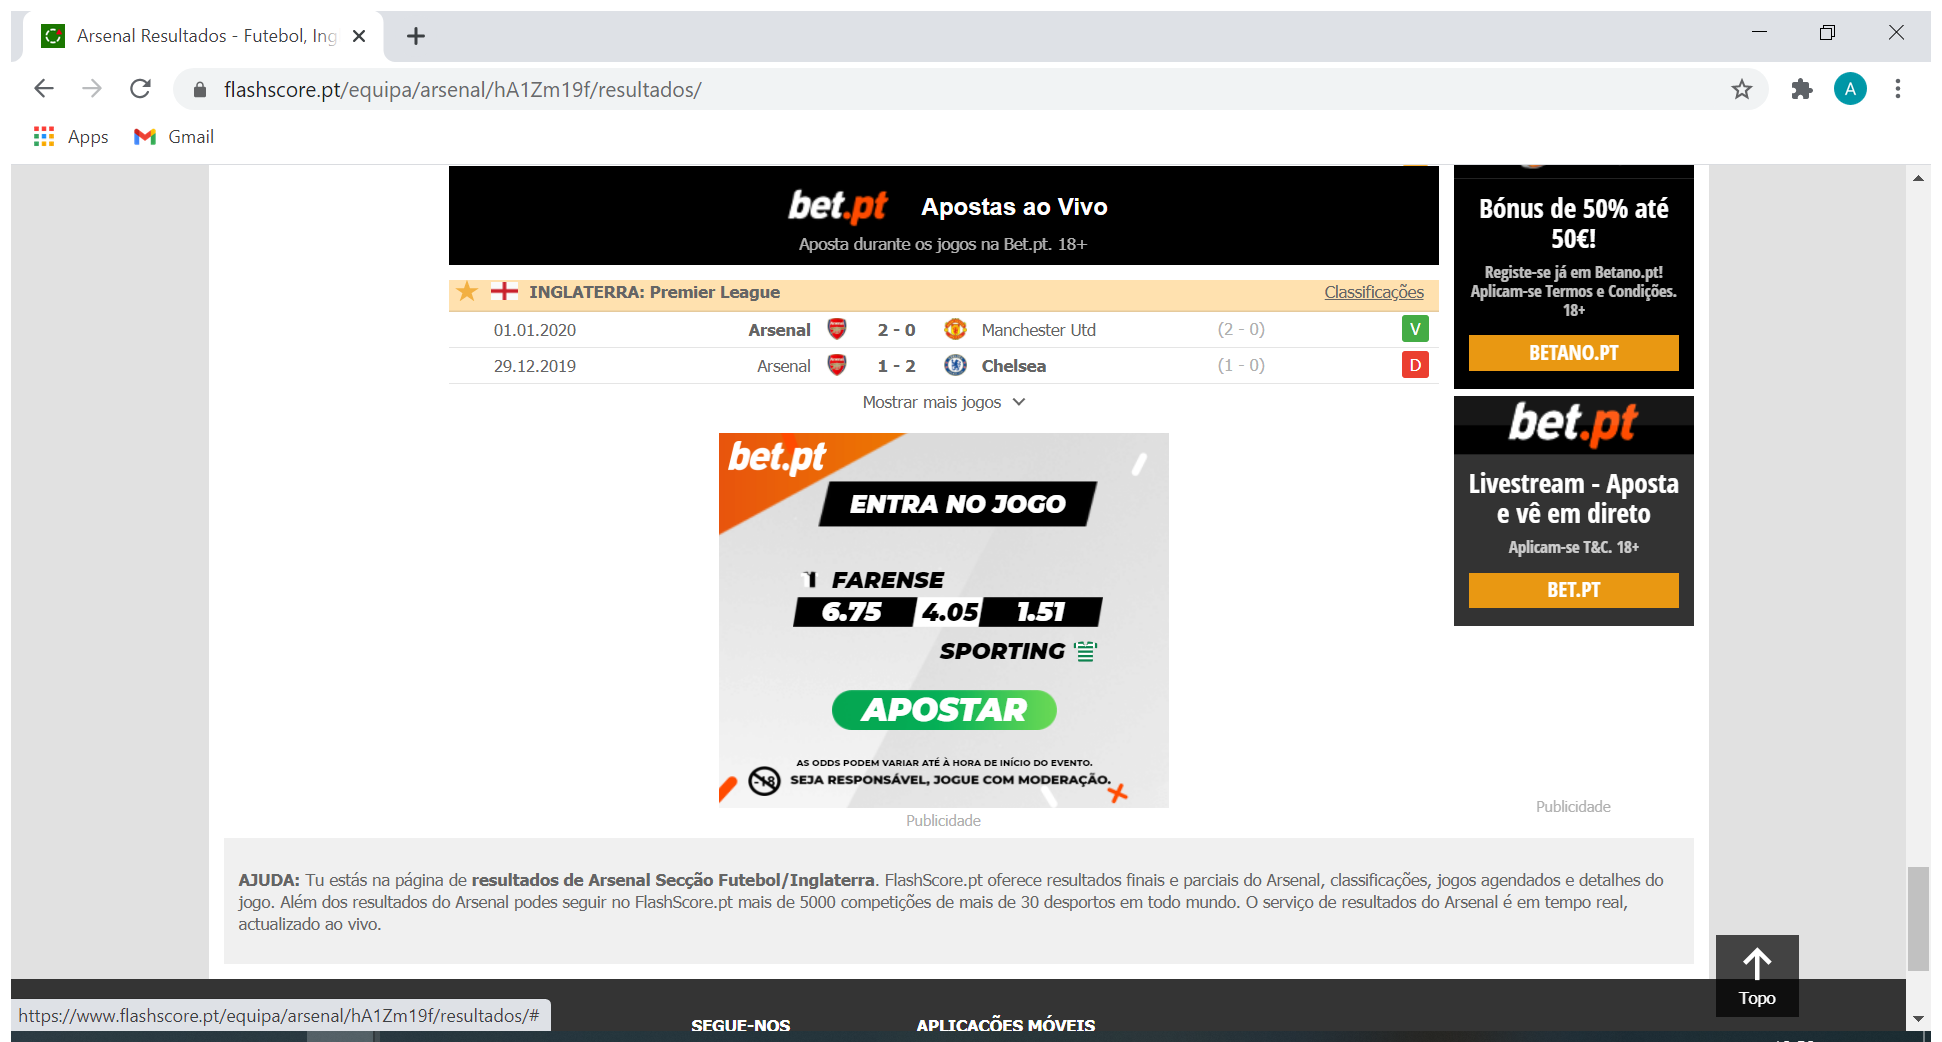 Arsenal Resultados - Futebol, Ing
flashscore.pt/equipa/arsenal/hA1Zm19f/resultados/
A
Apps Gmail
bet.pt Apostas ao Vivo
Aposta durante os jogos na Bet.pt. 18+
INGLATERRA: Premier League Classificações
01.01.2020 Arsenal 2 - 0 Manchester Utd (2 - 0) V
29.12.2019 Arsenal 1 - 2 Chelsea (1 - 0) D
Mostrar mais jogos
bet.pt
ENTRA NO JOGO
FARENSE
6.75 4.05 1.51
SPORTING
APOSTAR
AS ODDS PODEM VARIAR ATÉ À HORA DE INÍCIO DO EVENTO.
-18 SEJA RESPONSÁVEL, JOGUE COM MODERAÇÃO.
Publicidade
Bónus de 50% até
50€!
Registe-se já em Betano.pt!
Aplicam-se Termos e Condições.
18+
BETANO.PT
bet.pt
Livestream - Aposta
e vê em direto
Aplicam-se T&C. 18+
BET.PT
Publicidade
AJUDA: Tu estás na página de resultados de Arsenal Secção Futebol/Inglaterra. FlashScore.pt oferece resultados finais e parciais do Arsenal, classificações, jogos agendados e detalhes do
jogo. Além dos resultados do Arsenal podes seguir no FlashScore.pt mais de 5000 competições de mais de 30 desportos em todo mundo. O serviço de resultados do Arsenal é em tempo real,
actualizado ao vivo.
Topo
https://www.flashscore.pt/equipa/arsenal/hA1Zm19f/resultados/#
SEGUE-NOS APLICAÇÕES MÓVEIS